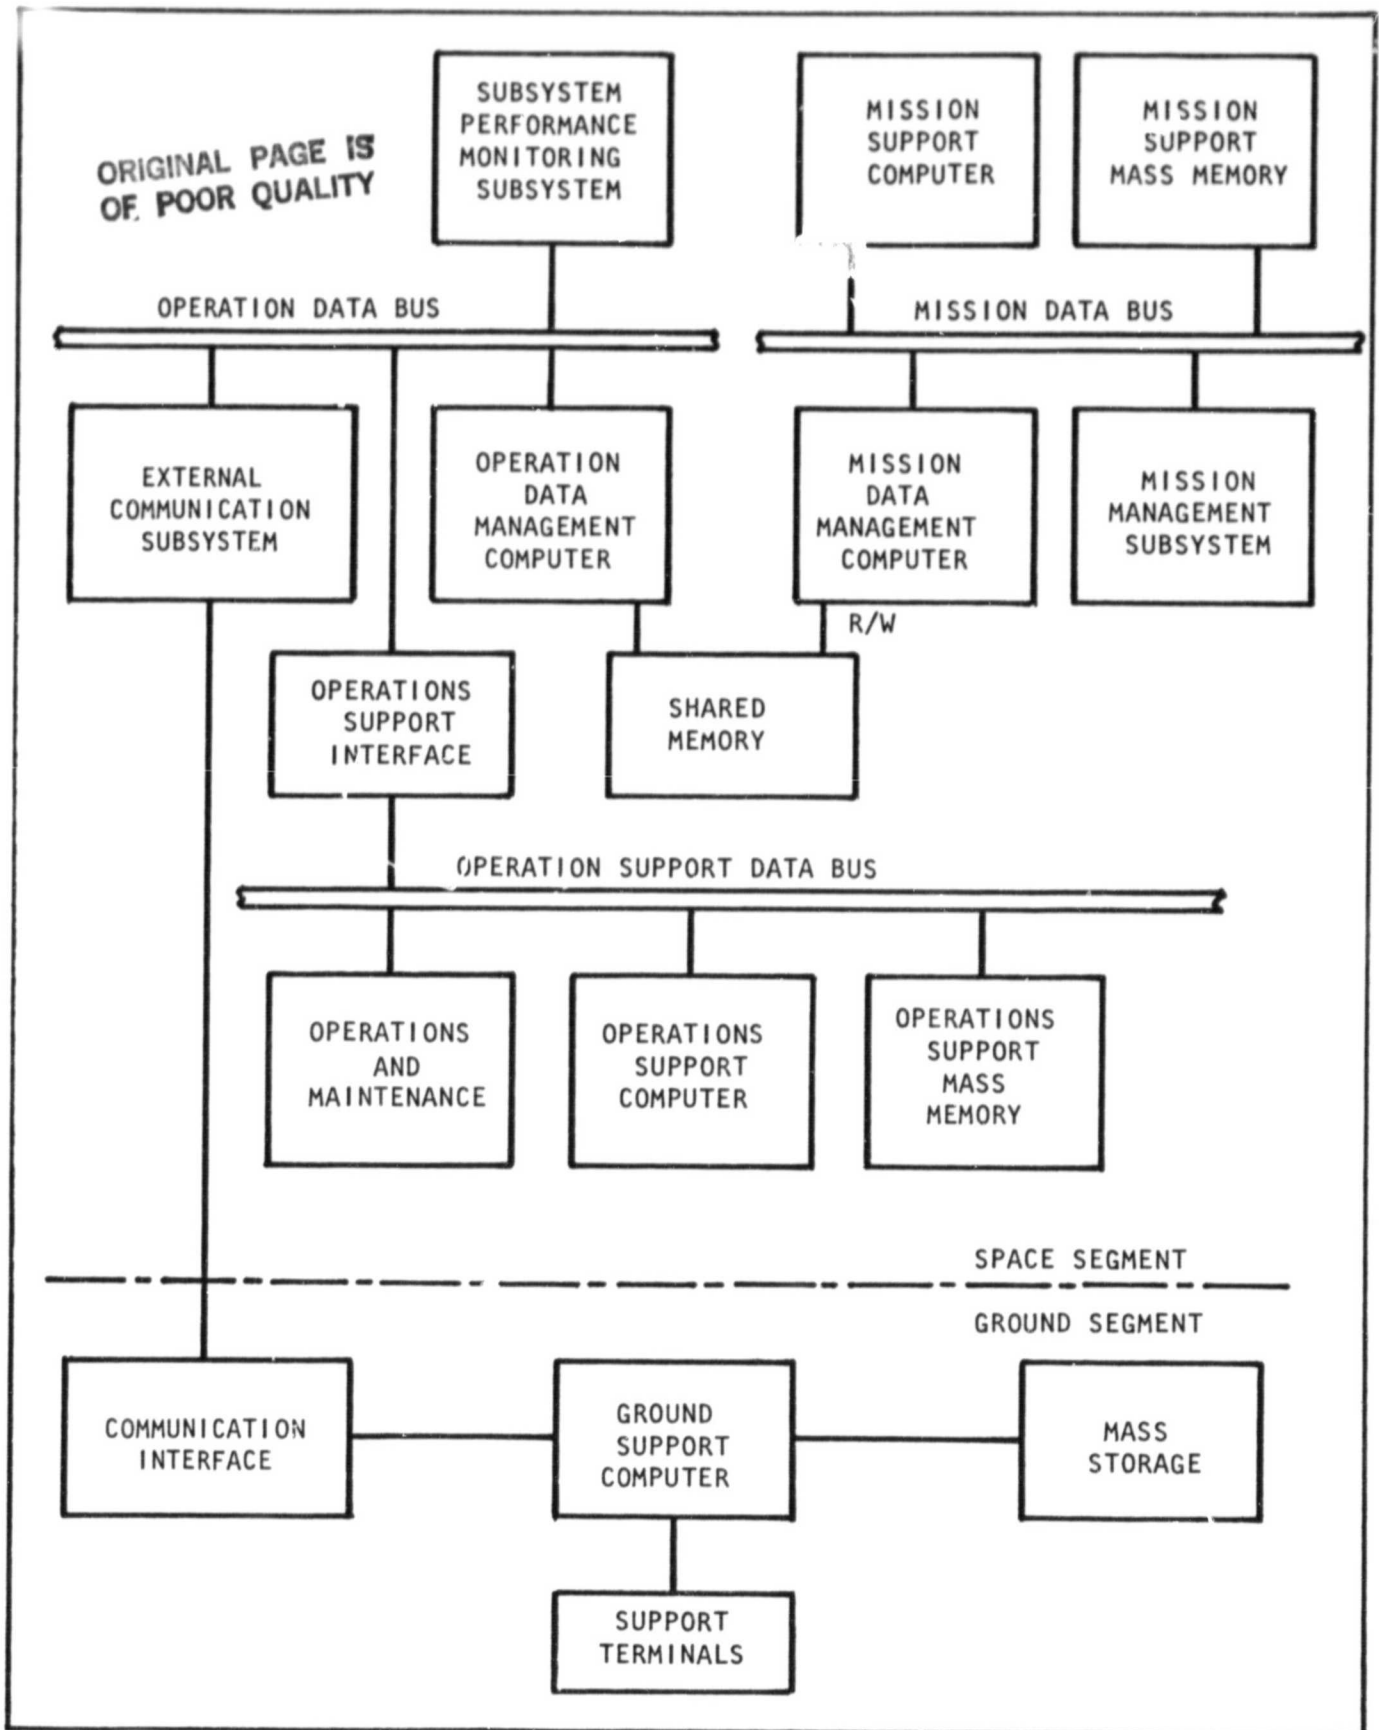 ORIGINAL PAGE IS
OF POOR QUALITY
SUBSYSTEM
PERFORMANCE
MONITORING
SUBSYSTEM
MISSION
SUPPORT
COMPUTER
MISSION
SUPPORT
MASS MEMORY
OPERATION DATA BUS
MISSION DATA BUS
EXTERNAL
COMMUNICATION
SUBSYSTEM
OPERATION
DATA
MANAGEMENT
COMPUTER
MISSION
DATA
MANAGEMENT
COMPUTER
MISSION
MANAGEMENT
SUBSYSTEM
R/W
OPERATIONS
SUPPORT
INTERFACE
SHARED
MEMORY
OPERATION SUPPORT DATA BUS
OPERATIONS
AND
MAINTENANCE
OPERATIONS
SUPPORT
COMPUTER
OPERATIONS
SUPPORT
MASS
MEMORY
SPACE SEGMENT
GROUND SEGMENT
COMMUNICATION
INTERFACE
GROUND
SUPPORT
COMPUTER
MASS
STORAGE
SUPPORT
TERMINALS